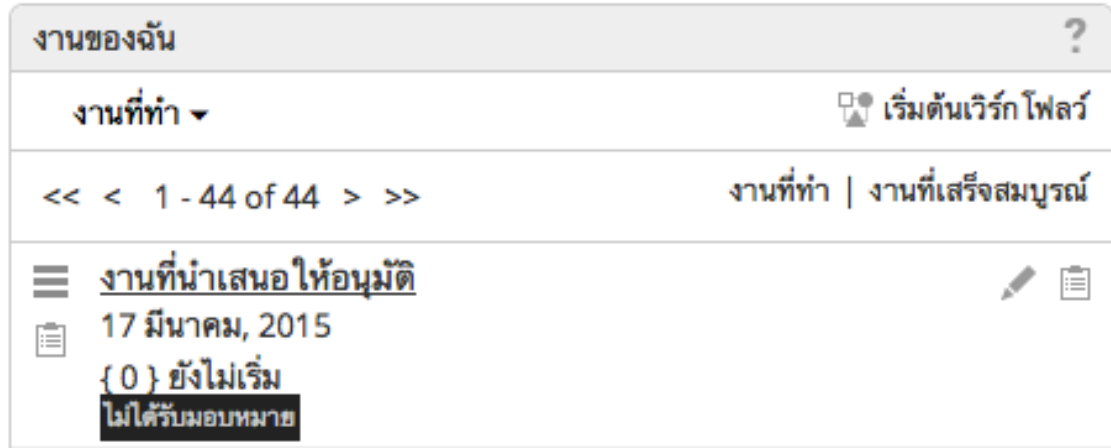 งานของฉัน ?
งานที่ทำ
เริ่มต้นเวิร์กโฟลว์
<< < 1 - 44 of 44 > >>
งานที่ทำ | งานที่เสร็จสมบูรณ์
งานที่นำเสนอให้อนุมัติ
17 มีนาคม, 2015
{ 0 } ยังไม่เริ่ม
ไม่ได้รับมอบหมาย